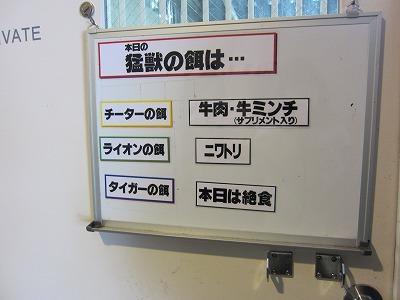 IVATE
本日の
猛獣の餌は…
チーターの餌
牛肉・牛ミンチ
(サプリメント入り)
ライオンの餌
ニワトリ
タイガーの餌
本日は絶食